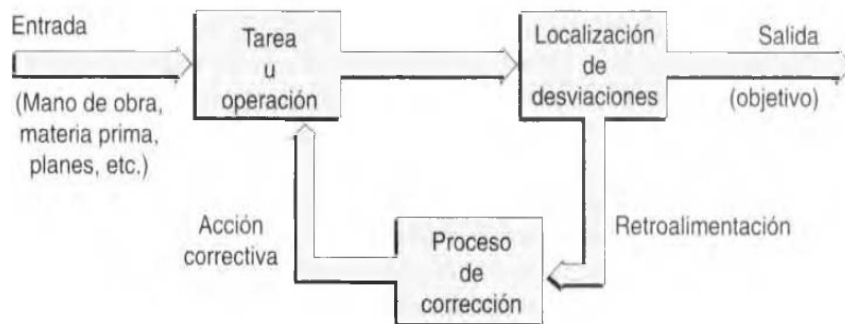 Entrada
(Mano de obra,
materia prima,
planes, etc.)
Tarea
u
operación
Localización
de
desviaciones
Salida
(objetivo)
Acción
correctiva
Proceso
de
corrección
Retroalimentación